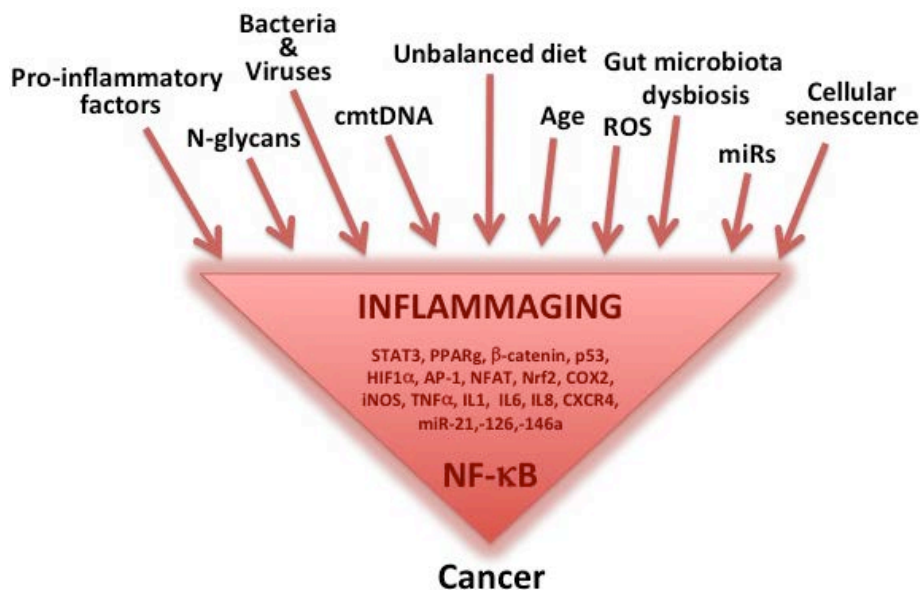 Pro-inflammatory
factors
N-glycans
Bacteria
&
Viruses
cmtDNA
Unbalanced diet
Age
ROS
Gut microbiota
dysbiosis
miRs
Cellular
senescence
INFLAMMAGING
STAT3, PPARg, β-catenin, p53,
HIF1α, AP-1, NFAT, Nrf2, COX2,
iNOS, TNFα, IL1, IL6, IL8, CXCR4,
miR-21,-126,-146a
NF-κB
Cancer